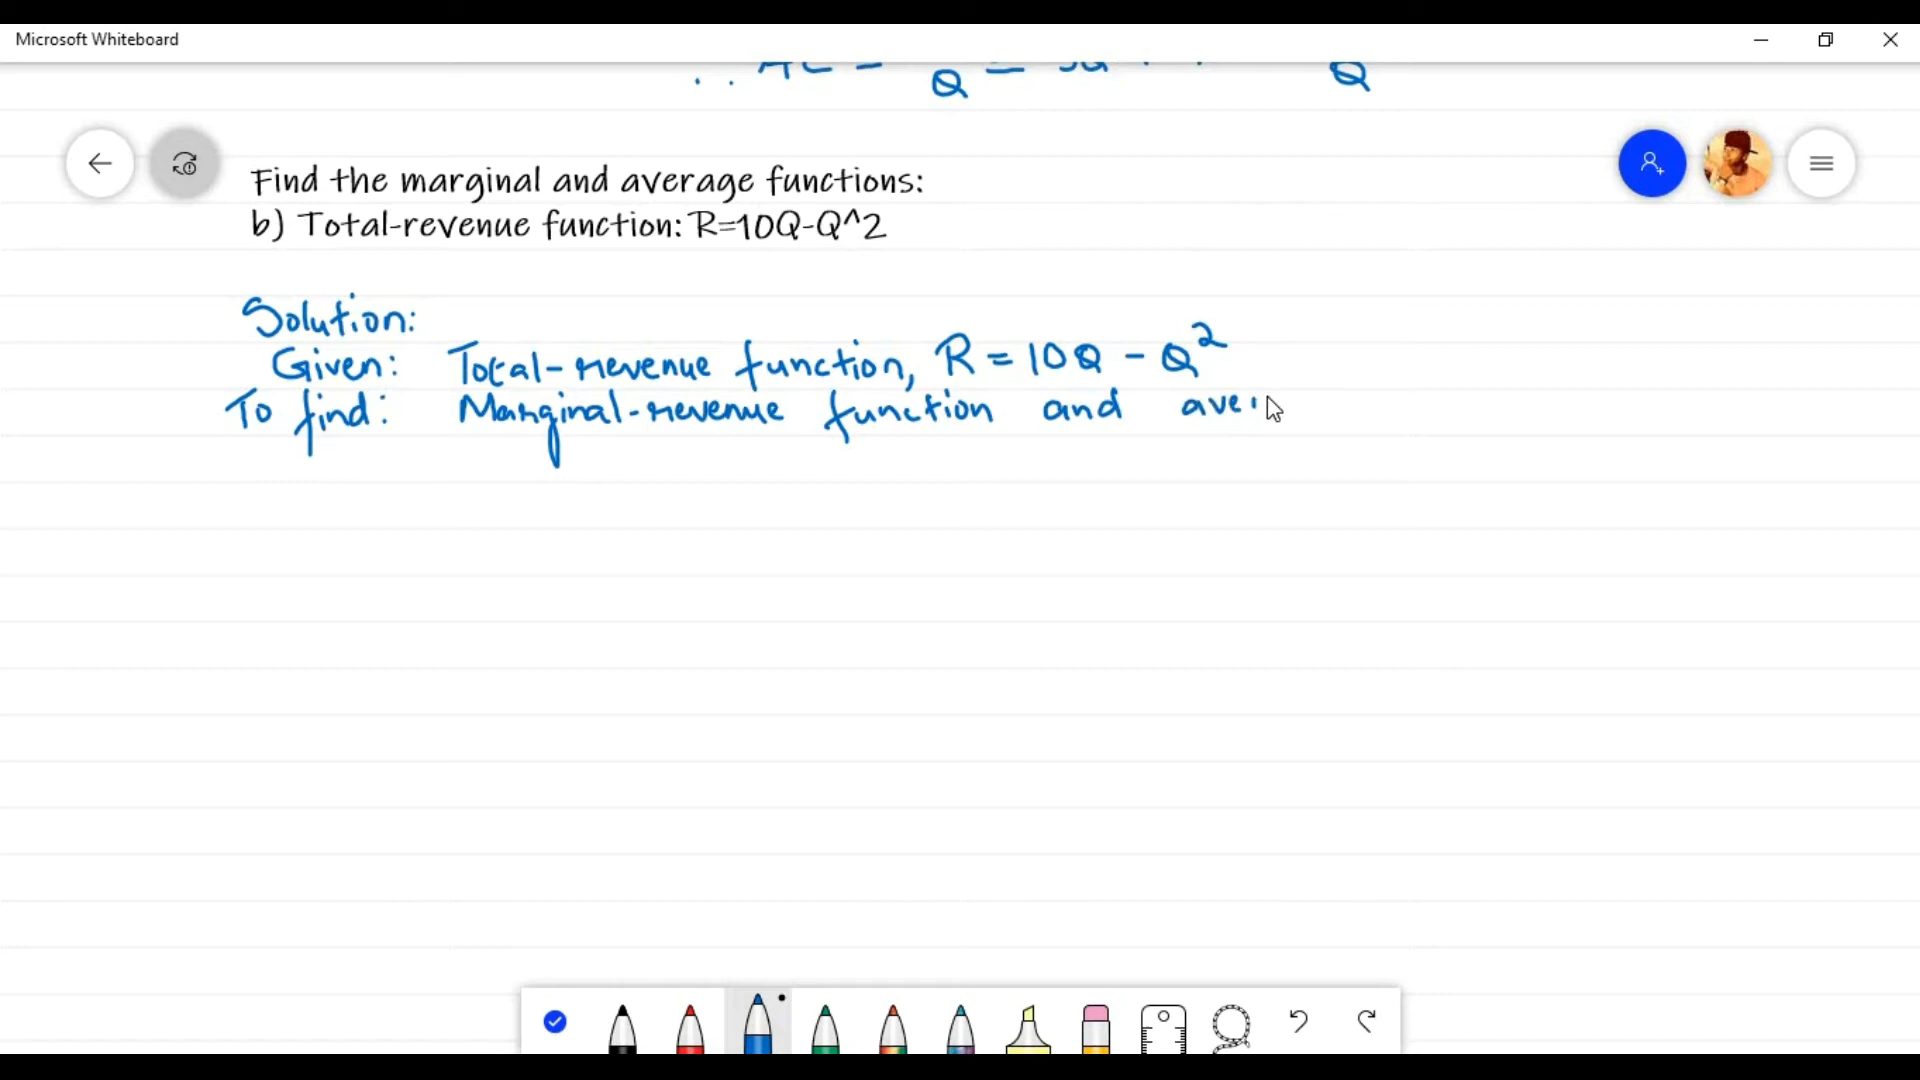 Microsoft Whiteboard
Q Q
Find the marginal and average functions:
b) Total-revenue function: R=10Q-Q^2
Solution:
Given: Total-revenue function, R = 10Q - Q²
To find: Marginal-revenue function and ave